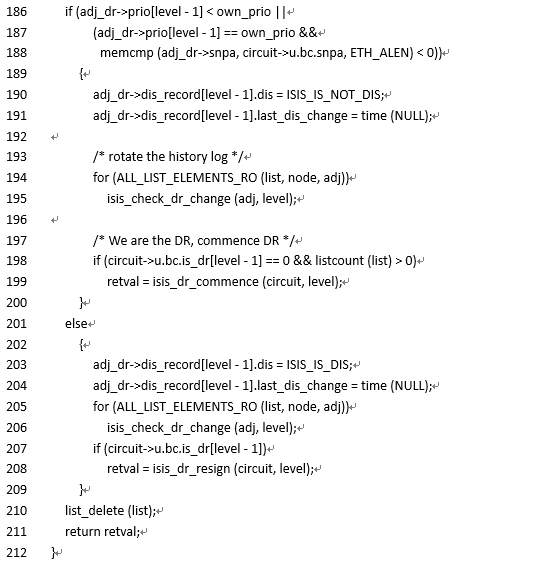 186 if (adj_dr->prio[level - 1] < own_prio ||
187 (adj_dr->prio[level - 1] == own_prio &&
188 memcmp (adj_dr->snpa, circuit->u.bc.snpa, ETH_ALEN) < 0))
189 {
190 adj_dr->dis_record[level - 1].dis = ISIS_IS_NOT_DIS;
191 adj_dr->dis_record[level - 1].last_dis_change = time (NULL);
192
193 /* rotate the history log */
194 for (ALL_LIST_ELEMENTS_RO (list, node, adj))
195 isis_check_dr_change (adj, level);
196
197 /* We are the DR, commence DR */
198 if (circuit->u.bc.is_dr[level - 1] == 0 && listcount (list) > 0)
199 retval = isis_dr_commence (circuit, level);
200 }
201 else
202 {
203 adj_dr->dis_record[level - 1].dis = ISIS_IS_DIS;
204 adj_dr->dis_record[level - 1].last_dis_change = time (NULL);
205 for (ALL_LIST_ELEMENTS_RO (list, node, adj))
206 isis_check_dr_change (adj, level);
207 if (circuit->u.bc.is_dr[level - 1])
208 retval = isis_dr_resign (circuit, level);
209 }
210 list_delete (list);
211 return retval;
212 }